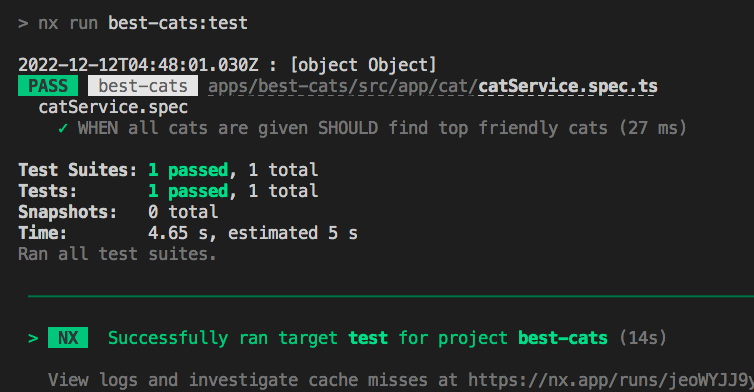 > nx run best-cats:test
2022-12-12T04:48:01.030Z : [object Object]
PASS best-cats apps/best-cats/src/app/cat/catService.spec.ts
catService.spec
✓ WHEN all cats are given SHOULD find top friendly cats (27 ms)
Test Suites: 1 passed, 1 total
Tests: 1 passed, 1 total
Snapshots: 0 total
Time: 4.65 s, estimated 5 s
Ran all test suites.
> NX Successfully ran target test for project best-cats (14s)
View logs and investigate cache misses at https://nx.app/runs/jeoWYJJ9